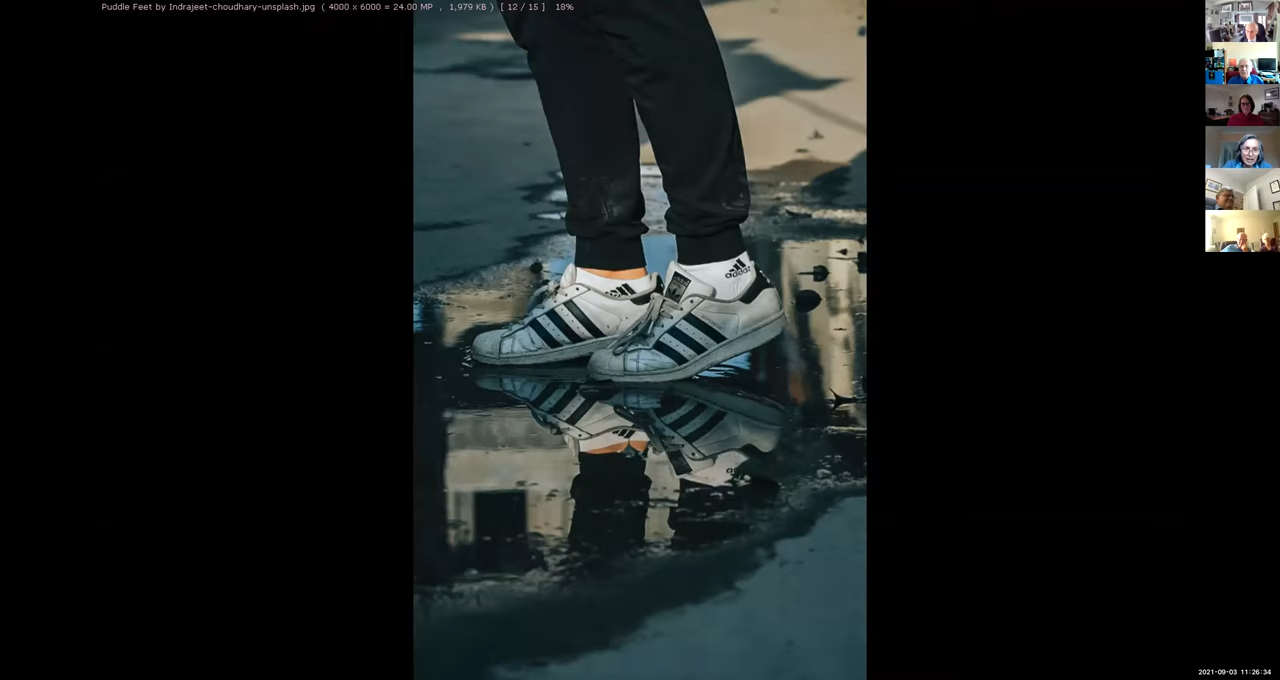 Puddle Feet by Indrajeet-choudhary-unsplash.jpg  ( 4000 x 6000 = 24.00 MP  ,  1,979 KB )  [ 12 / 15 ]  18%
adidas
2021-09-03 11:26:34